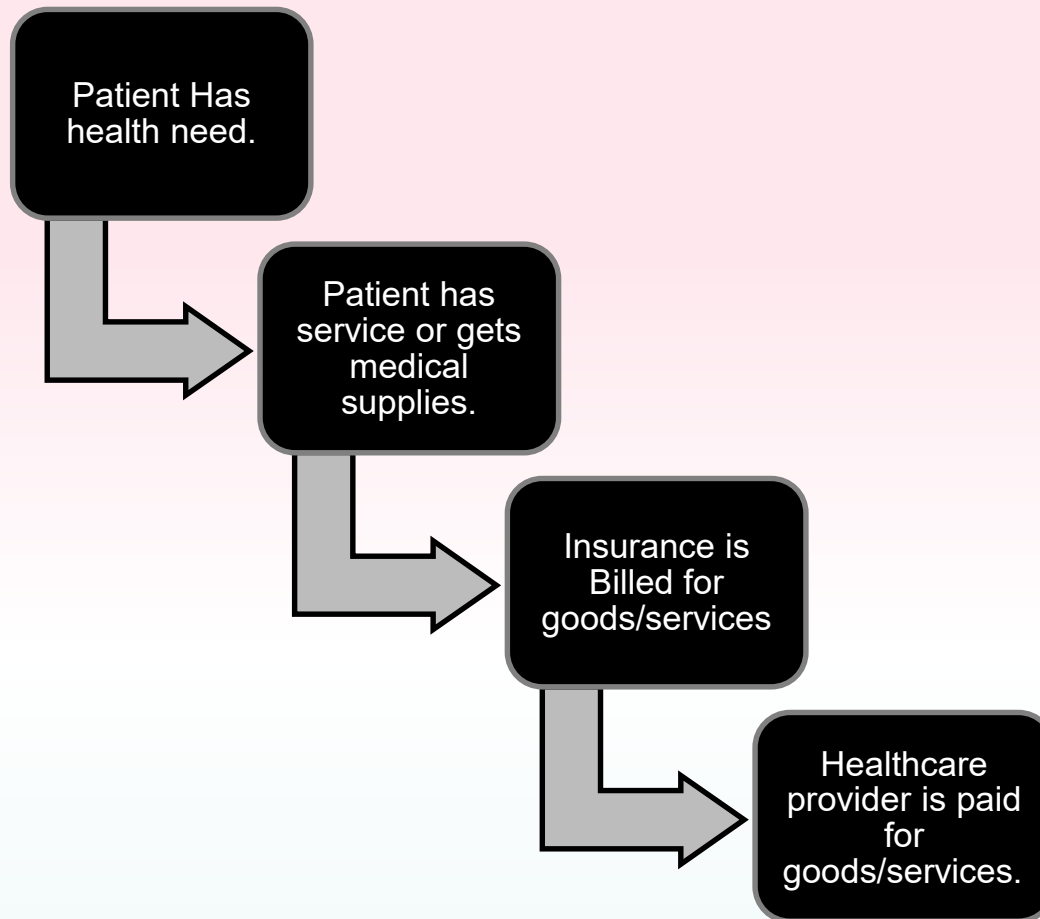 Patient Has
health need.
Patient has
service or gets
medical
supplies.
Insurance is
Billed for
goods/services
Healthcare
provider is paid
for
goods/services.